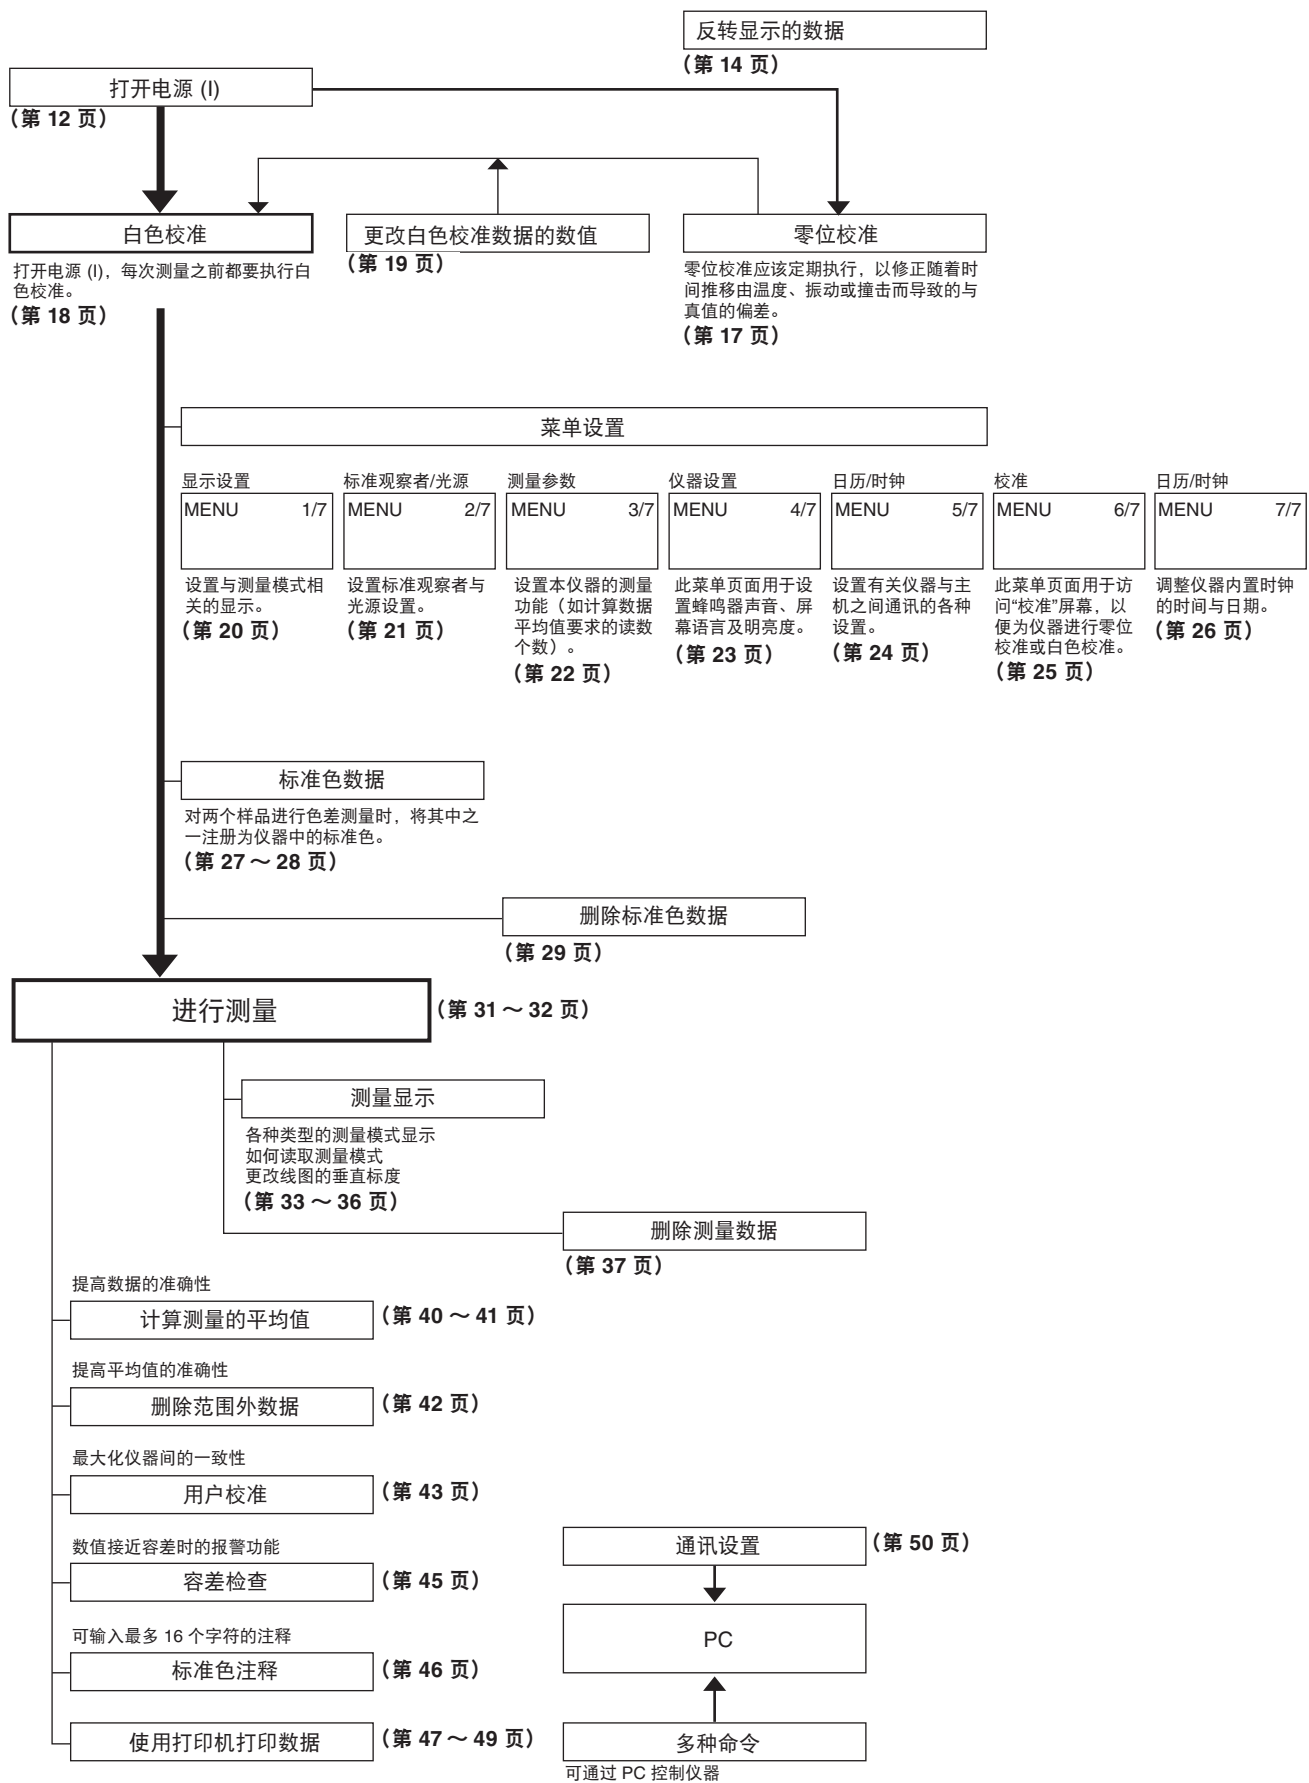 反转显示的数据
（第 14 页）
打开电源 (I)
（第 12 页）
白色校准
打开电源 (I)，每次测量之前都要执行白
色校准。
（第 18 页）
更改白色校准数据的数值
（第 19 页）
零位校准
零位校准应该定期执行，以修正随着时
间推移由温度、振动或撞击而导致的与
真值的偏差。
（第 17 页）
菜单设置
显示设置
MENU 1/7
设置与测量模式相
关的显示。
（第 20 页）
标准观察者/光源
MENU 2/7
设置标准观察者与
光源设置。
（第 21 页）
测量参数
MENU 3/7
设置本仪器的测量
功能（如计算数据
平均值要求的读数
个数）。
（第 22 页）
仪器设置
MENU 4/7
此菜单页面用于设
置蜂鸣器声音、屏
幕语言及明亮度。
（第 23 页）
日历/时钟
MENU 5/7
设置有关仪器与主
机之间通讯的各种
设置。
（第 24 页）
校准
MENU 6/7
此菜单页面用于访
问“校准”屏幕，以
便为仪器进行零位
校准或白色校准。
（第 25 页）
日历/时钟
MENU 7/7
调整仪器内置时钟
的时间与日期。
（第 26 页）
标准色数据
对两个样品进行色差测量时，将其中之
一注册为仪器中的标准色。
（第 27～28 页）
删除标准色数据
（第 29 页）
进行测量
（第 31～32 页）
测量显示
各种类型的测量模式显示
如何读取测量模式
更改线图的垂直标度
（第 33～36 页）
删除测量数据
（第 37 页）
提高数据的准确性
计算测量的平均值
（第 40～41 页）
提高平均值的准确性
删除范围外数据
（第 42 页）
最大化仪器间的一致性
用户校准
（第 43 页）
数值接近容差时的报警功能
容差检查
（第 45 页）
可输入最多 16 个字符的注释
标准色注释
（第 46 页）
使用打印机打印数据
（第 47～49 页）
通讯设置
（第 50 页）
PC
多种命令
可通过 PC 控制仪器